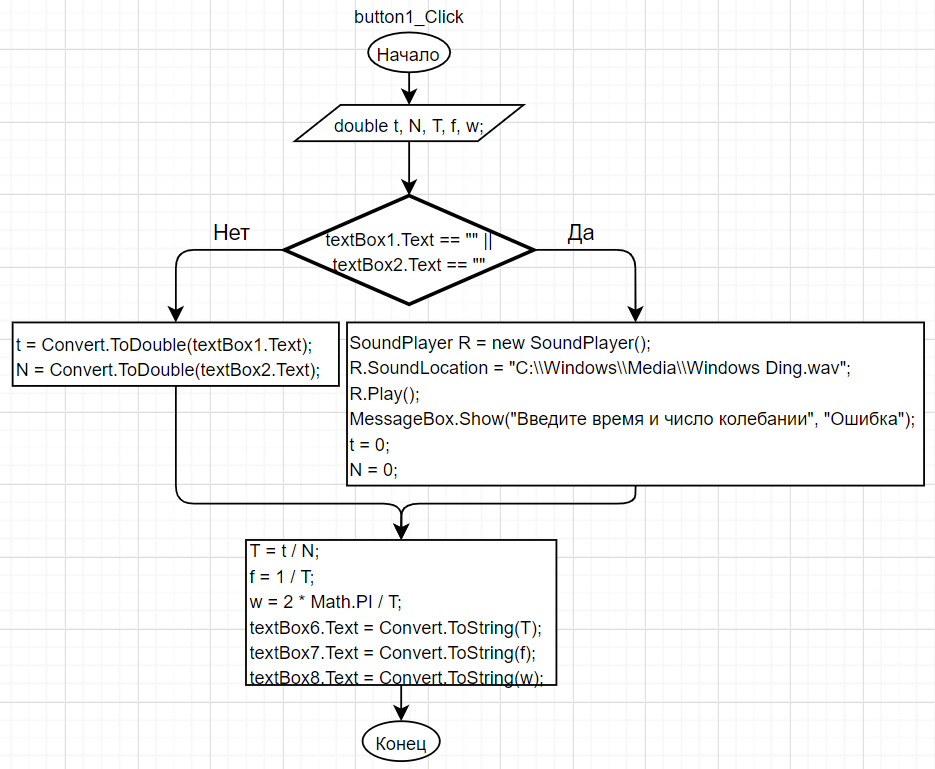 button1_Click
Начало
double t, N, T, f, w;
Нет
Да
textBox1.Text == "" ||
textBox2.Text == ""
t = Convert.ToDouble(textBox1.Text);
N = Convert.ToDouble(textBox2.Text);
SoundPlayer R = new SoundPlayer();
R.SoundLocation = "C:\\Windows\\Media\\Windows Ding.wav";
R.Play();
MessageBox.Show("Введите время и число колебании", "Ошибка");
t = 0;
N = 0;
T = t / N;
f = 1 / T;
w = 2 * Math.PI / T;
textBox6.Text = Convert.ToString(T);
textBox7.Text = Convert.ToString(f);
textBox8.Text = Convert.ToString(w);
Конец